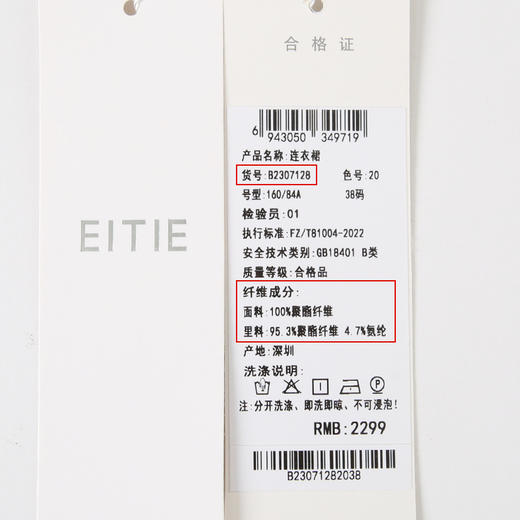 EITIE
合格证
6 943050 349719
产品名称:连衣裙
货号:B2307128 色号:20
号型:160/84A 38码
检验员:01
执行标准:FZ/T81004-2022
安全技术类别:GB18401 B类
质量等级:合格品
纤维成分:
面料:100%聚酯纤维
里料:95.3%聚酯纤维 4.7%氨纶
产地:深圳
洗涤说明:
P
注:分开洗涤、即洗即晾、不可浸泡!
RMB:2299
B23071282038